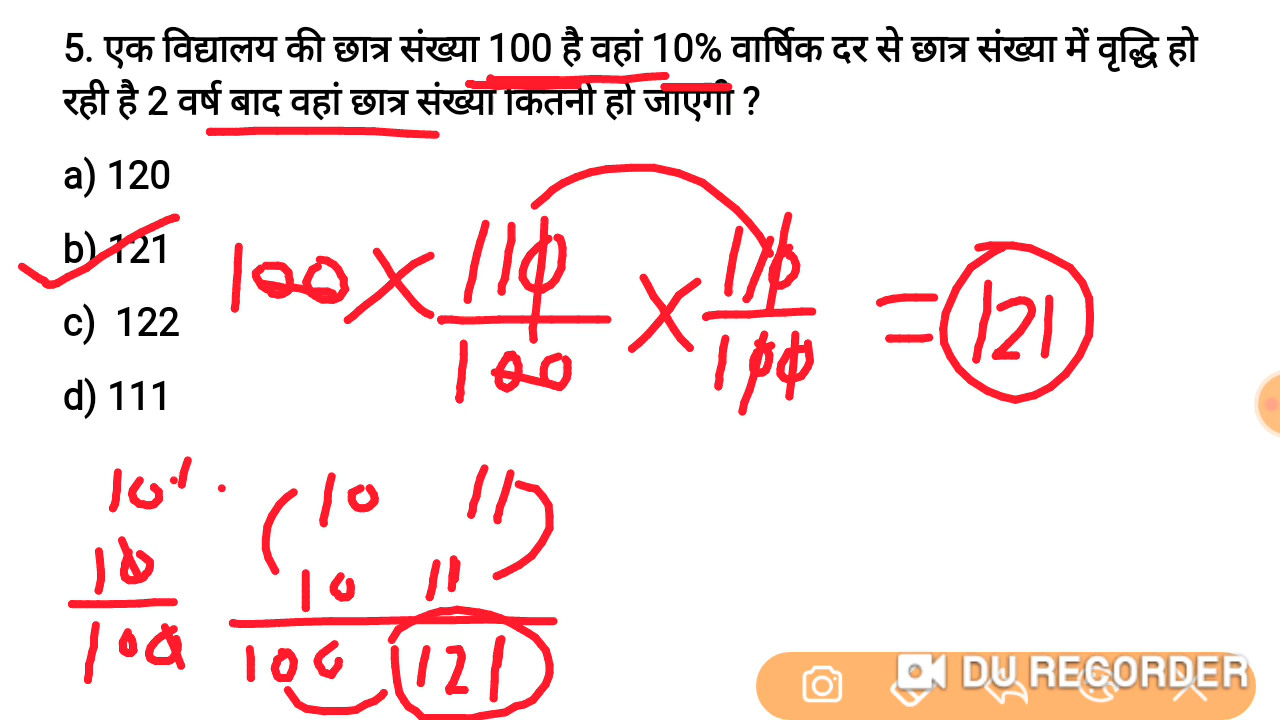 5. एक विद्यालय की छात्र संख्या 100 है वहां 10% वार्षिक दर से छात्र संख्या में वृद्धि हो
रही है 2 वर्ष बाद वहां छात्र संख्या कितनी हो जाएगी ?
a) 120
b) 121
c) 122
d) 111
100 × 110/100 × 110/100 = 121
10% 10 11
10/100 10 11
100 121
DU RECORDER